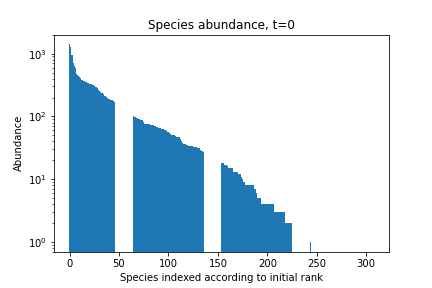 Species abundance, t=0
10³
10²
10¹
10⁰
Abundance
0 50 100 150 200 250 300
Species indexed according to initial rank